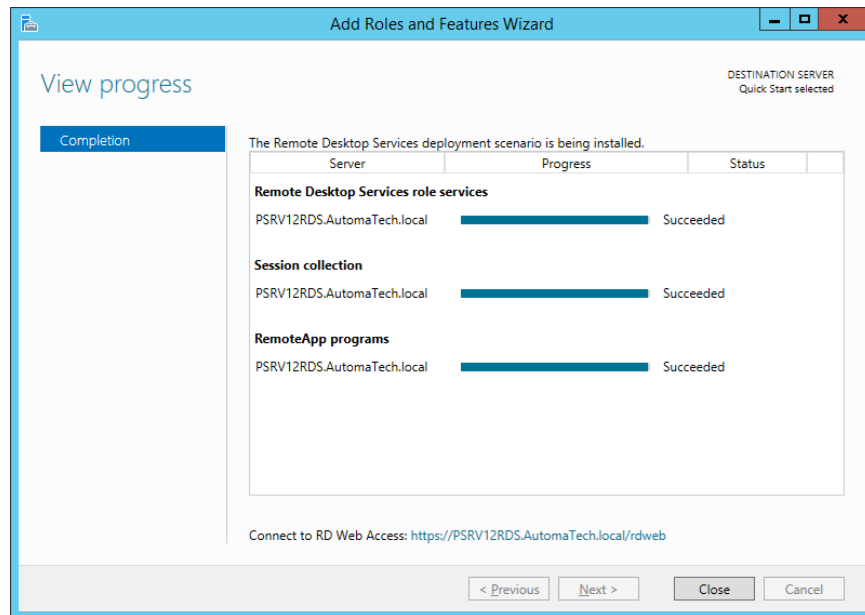 Add Roles and Features Wizard
View progress
DESTINATION SERVER
Quick Start selected
Completion
The Remote Desktop Services deployment scenario is being installed.
Server Progress Status
Remote Desktop Services role services
PSRV12RDS.AutomaTech.local Succeeded
Session collection
PSRV12RDS.AutomaTech.local Succeeded
RemoteApp programs
PSRV12RDS.AutomaTech.local Succeeded
Connect to RD Web Access: https://PSRV12RDS.AutomaTech.local/rdweb
< Previous Next > Close Cancel